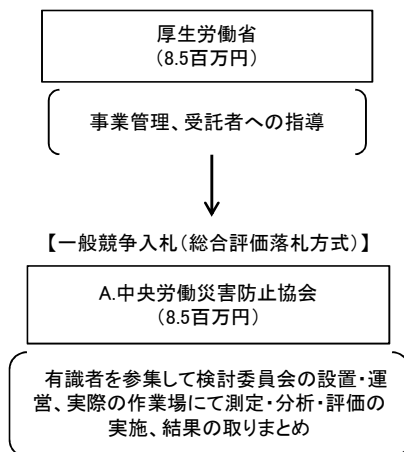 厚生労働省
(8.5百万円)
事業管理、受託者への指導
【一般競争入札(総合評価落札方式)】
A.中央労働災害防止協会
(8.5百万円)
有識者を参集して検討委員会の設置・運
営、実際の作業場にて測定・分析・評価の
実施、結果の取りまとめ